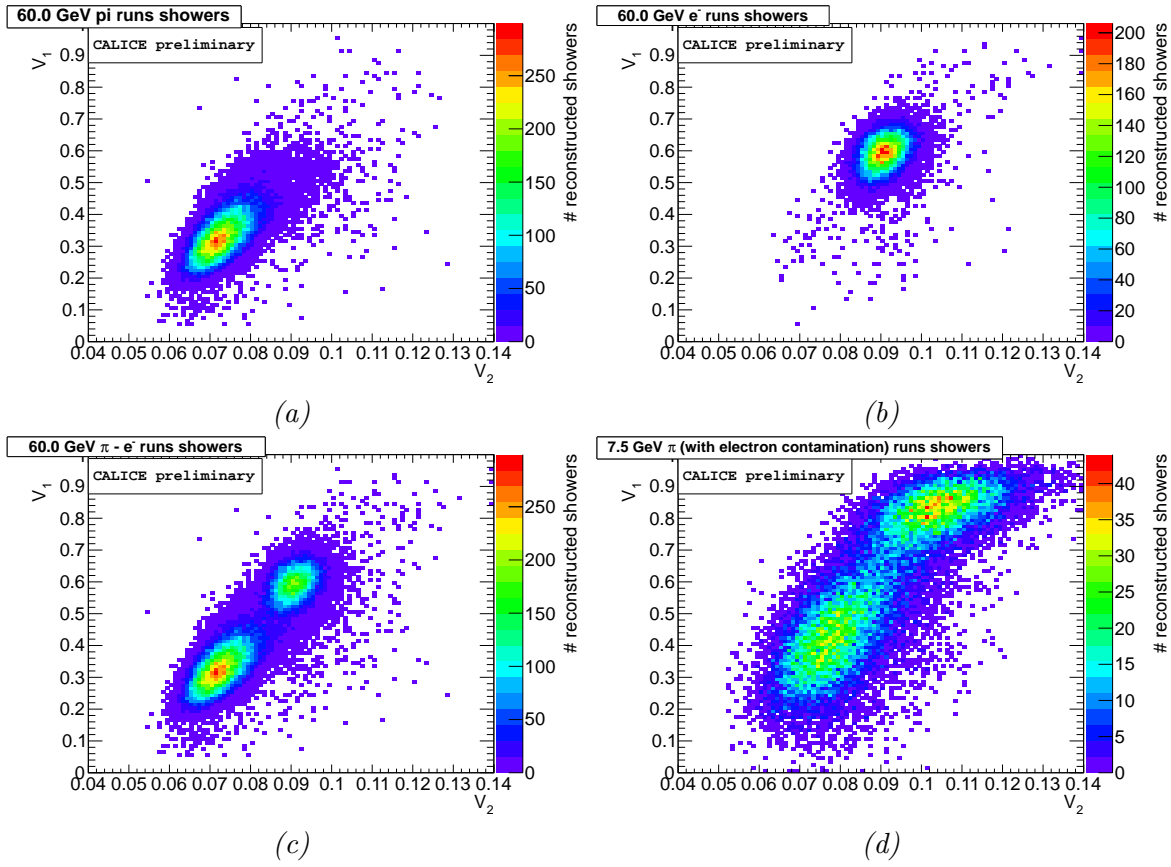 60.0 GeV pi runs showers
CALICE preliminary
V1
0.9
0.8
0.7
0.6
0.5
0.4
0.3
0.2
0.1
0
0.04 0.05 0.06 0.07 0.08 0.09 0.1 0.11 0.12 0.13 0.14
V2
250
200
150
100
50
0
# reconstructed showers
(a)
60.0 GeV e- runs showers
CALICE preliminary
V1
0.9
0.8
0.7
0.6
0.5
0.4
0.3
0.2
0.1
0
0.04 0.05 0.06 0.07 0.08 0.09 0.1 0.11 0.12 0.13 0.14
V2
200
180
160
140
120
100
80
60
40
20
0
# reconstructed showers
(b)
60.0 GeV π - e- runs showers
CALICE preliminary
V1
0.9
0.8
0.7
0.6
0.5
0.4
0.3
0.2
0.1
0
0.04 0.05 0.06 0.07 0.08 0.09 0.1 0.11 0.12 0.13 0.14
V2
250
200
150
100
50
0
# reconstructed showers
(c)
7.5 GeV π (with electron contamination) runs showers
CALICE preliminary
V1
0.9
0.8
0.7
0.6
0.5
0.4
0.3
0.2
0.1
0
0.04 0.05 0.06 0.07 0.08 0.09 0.1 0.11 0.12 0.13 0.14
V2
40
35
30
25
20
15
10
5
0
# reconstructed showers
(d)